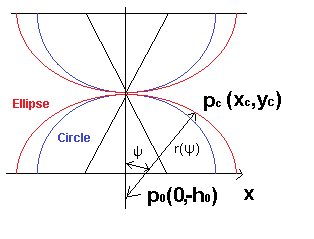 Ellipse
pc (xc,yc)
Circle
ψ
r(ψ)
p0(0,-h0)
x